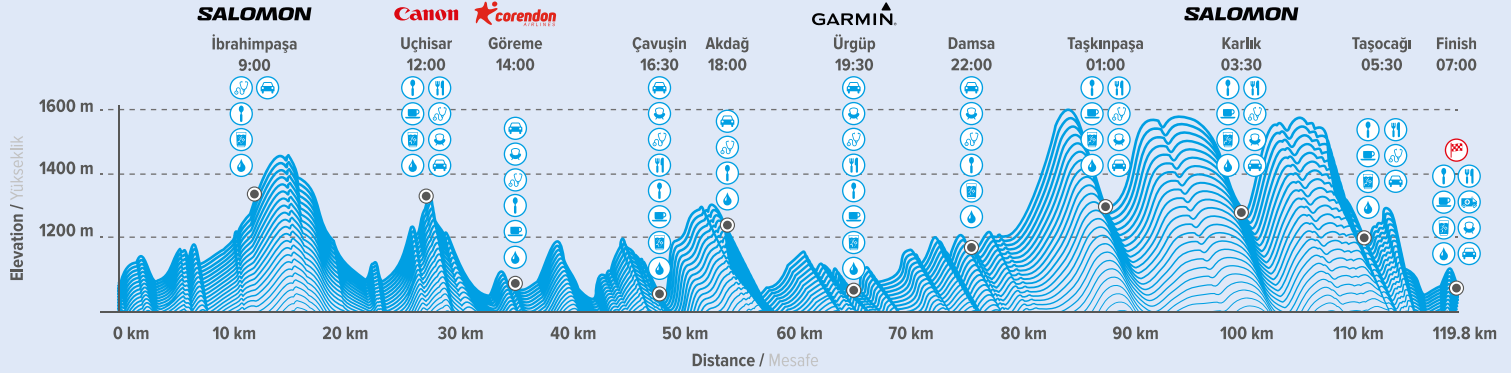 SALOMON
Canon
corendon
AIRLINES
GARMIN
SALOMON
İbrahimpaşa
9:00
Uçhisar
12:00
Göreme
14:00
Çavuşin
16:30
Akdağ
18:00
Ürgüp
19:30
Damsa
22:00
Taşkınpaşa
01:00
Karlık
03:30
Taşocağı
05:30
Finish
07:00
Elevation / Yükseklik
1600 m
1400 m
1200 m
0 km
10 km
20 km
30 km
40 km
50 km
60 km
70 km
80 km
90 km
100 km
110 km
119.8 km
Distance / Mesafe